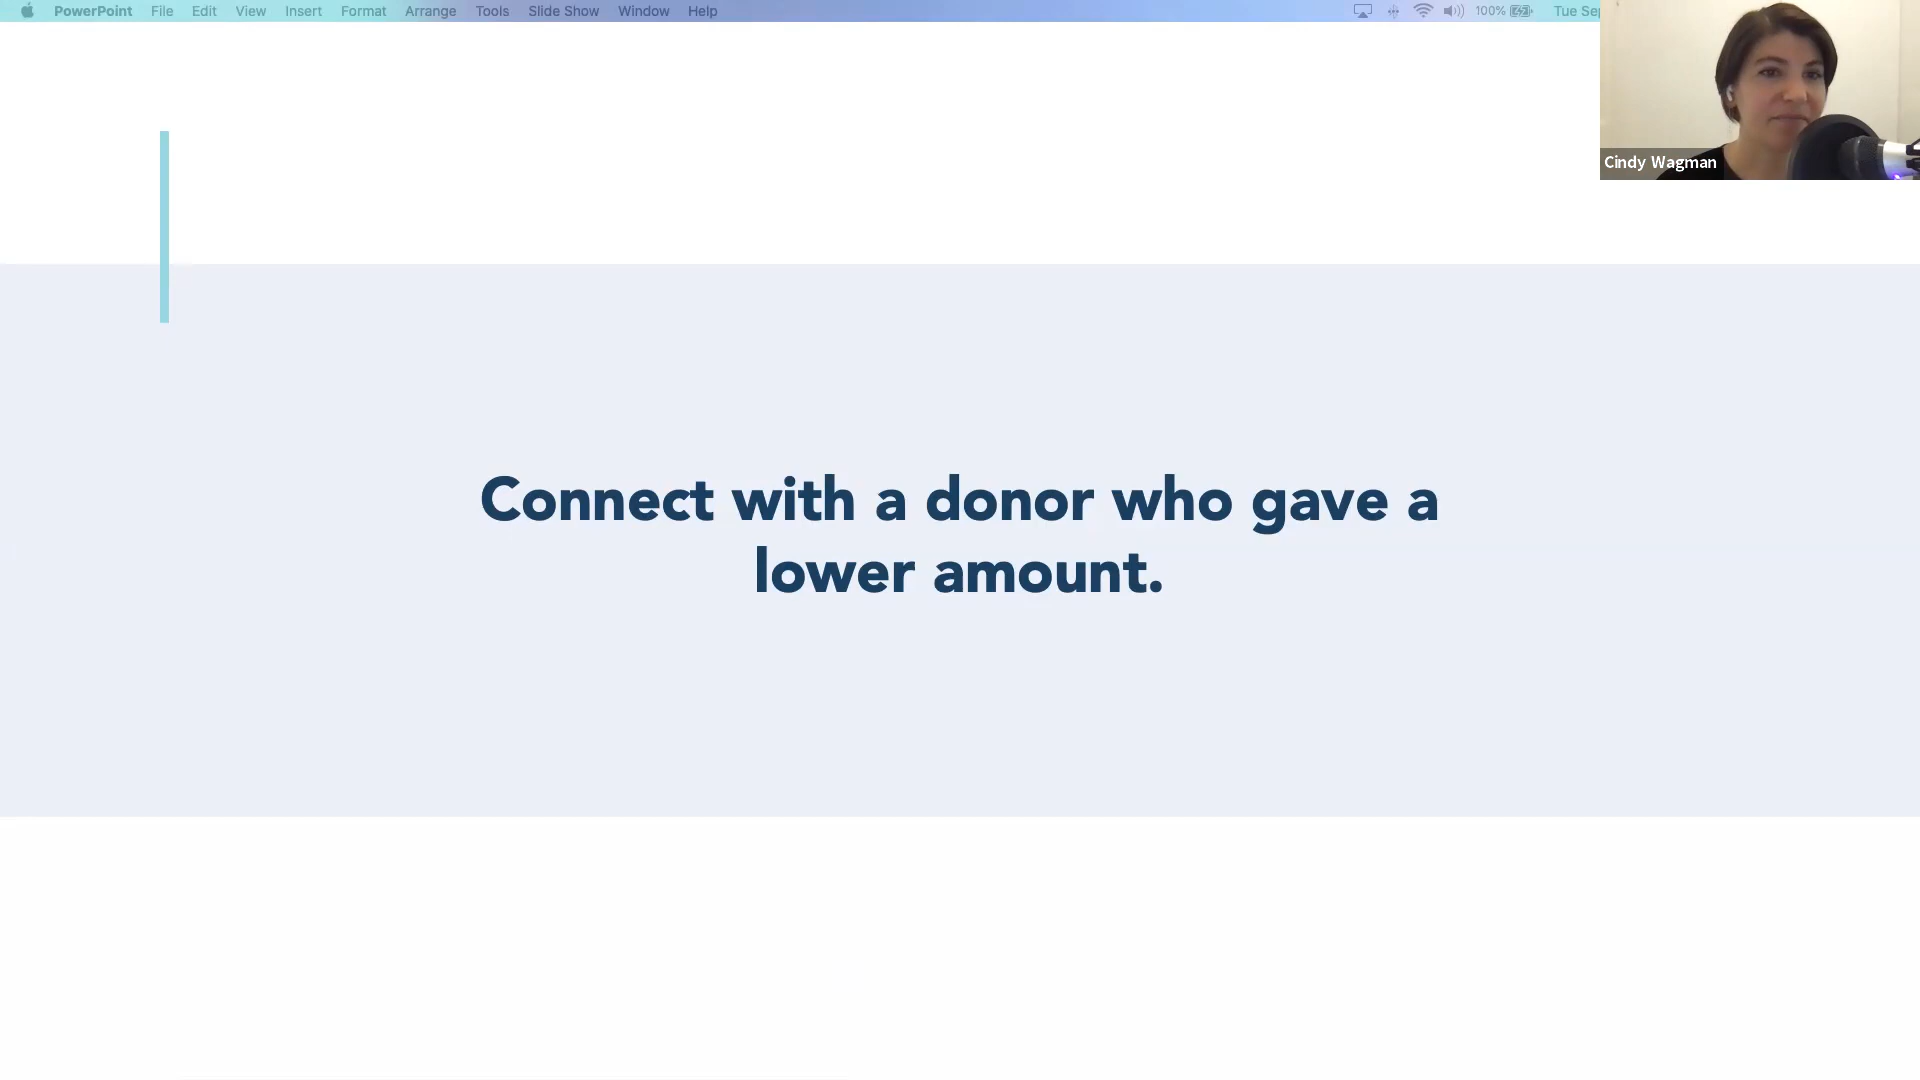 PowerPoint File Edit View Insert Format Arrange Tools Slide Show Window Help 100% Tue Sep
Cindy Wagman
Connect with a donor who gave a
lower amount.